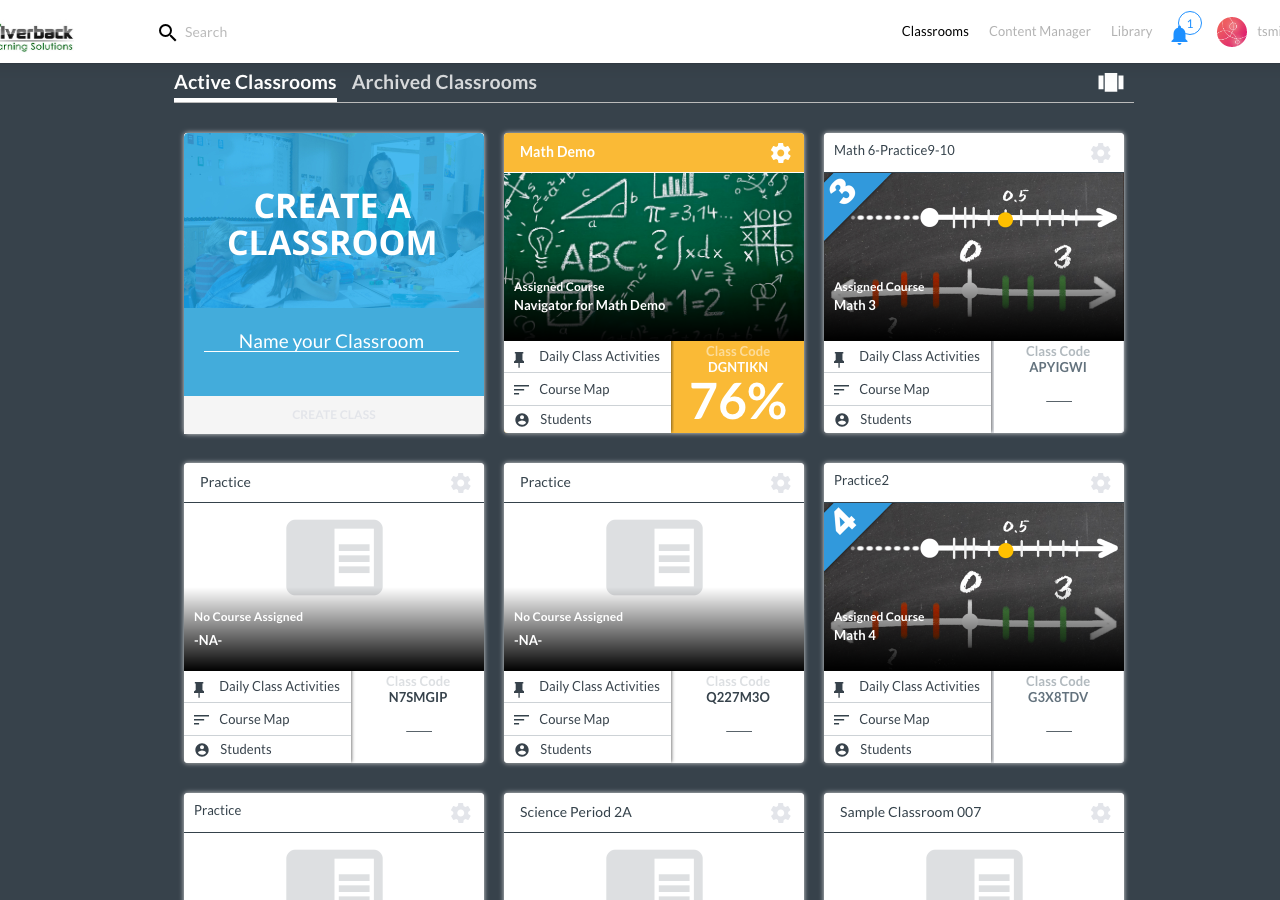 lverback
Search
Classrooms
Content Manager
Library
1
tsmi
rning Solutions
Active Classrooms
Archived Classrooms
CREATE A
CLASSROOM
Name your Classroom
CREATE CLASS
Math Demo
a
b
c
a
π = 3,14...
ABC
?
∫xdx
V = s/t
4+1=2
H₂O
Assigned Course
Navigator for Math Demo
Daily Class Activities
Course Map
Students
Class Code
DGNTIKN
76%
Math 6-Practice9-10
3
0.5
0
3
Assigned Course
Math 3
Daily Class Activities
Course Map
Students
Class Code
APYIGWI
Practice
No Course Assigned
-NA-
Daily Class Activities
Course Map
Students
Class Code
N7SMGIP
Practice
No Course Assigned
-NA-
Daily Class Activities
Course Map
Students
Class Code
Q227M3O
Practice2
4
0.5
0
3
Assigned Course
Math 4
Daily Class Activities
Course Map
Students
Class Code
G3X8TDV
Practice
Science Period 2A
Sample Classroom 007